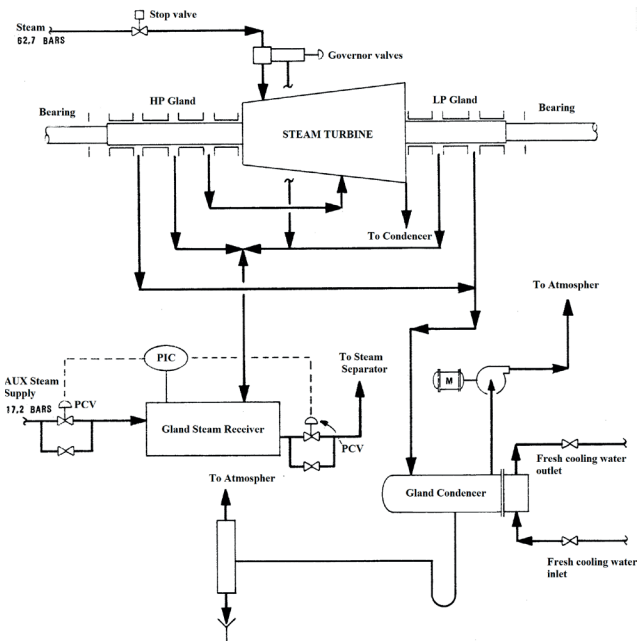 Stop valve
Steam
62,7 BARS
Governor valves
HP Gland
LP Gland
Bearing
Bearing
STEAM TURBINE
To Condencer
To Atmospher
PIC
To Steam
Separator
AUX Steam
Supply
PCV
17,2 BARS
M
Gland Steam Receiver
PCV
Fresh cooling water
outlet
To Atmospher
Gland Condencer
Fresh cooling water
inlet